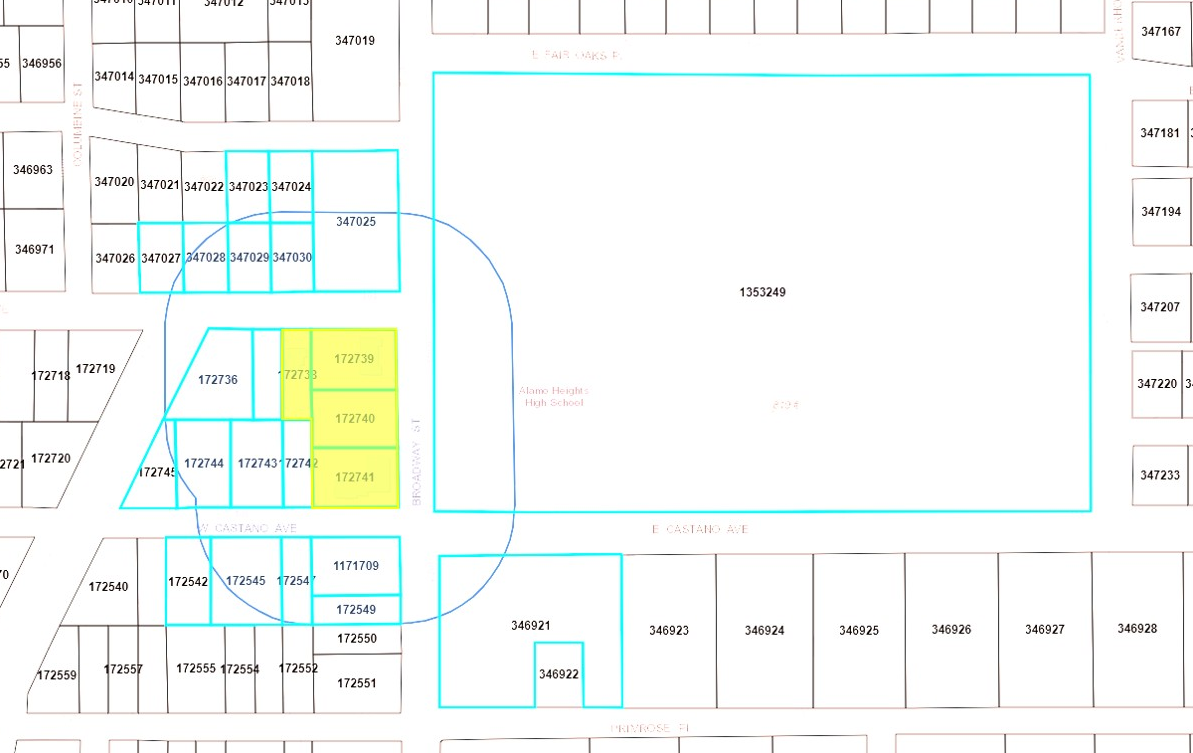 347012
347019
55 346956
347014 347015 347016 347017 347018
COLUMBINE ST
E FAIR OAKS PL
347167
347181
346963
347020 347021 347022 347023 347024
347025
347194
346971
347026 347027 347028 347029 347030
1353249
347207
172718 172719
172736 172738 172739
347220
Alamo Heights
High School
172740
BROADWAY ST
172721 172720
172745 172744 172743 172742 172741
347233
W CASTANO AVE
E CASTANO AVE
172540 172542 172545 172547 1171709
172549
346921 346923 346924 346925 346926 346927 346928
172550
172559 172557 172555 172554 172552 172551
346922
PRIMROSE PL